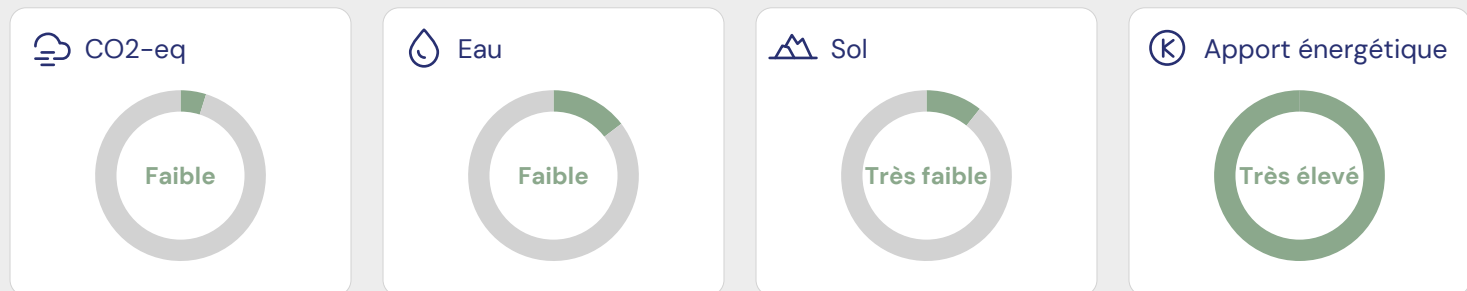 CO2-eq
Faible
Eau
Faible
Sol
Très faible
Apport énergétique
Très élevé